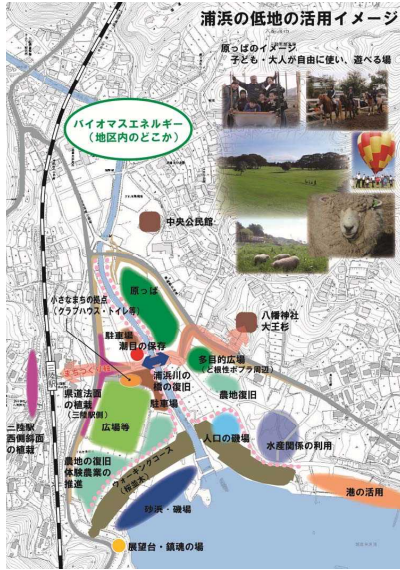 浦浜の低地の活用イメージ
原っぱのイメージ
子ども・大人が自由に使い、遊べる場
バイオマスエネルギー
(地区内のどこか)
中央公民館
原っぱ
小さなまちの拠点
(クラブハウス・トイレ等)
八幡神社
大王杉
駐車場
潮目の保存
多目的広場
(ど根性ポプラ周辺)
浦浜川の
橋の復旧
県道法面
の植栽
(三陸駅側)
駐車場
農地復旧
広場等
三陸駅
西側斜面
の植栽
人口の磯場
水産関係の利用
農地の復旧
体験農業の
推進
ウォーキングコース
(桜並木)
港の活用
砂浜・磯場
展望台・鎮魂の場